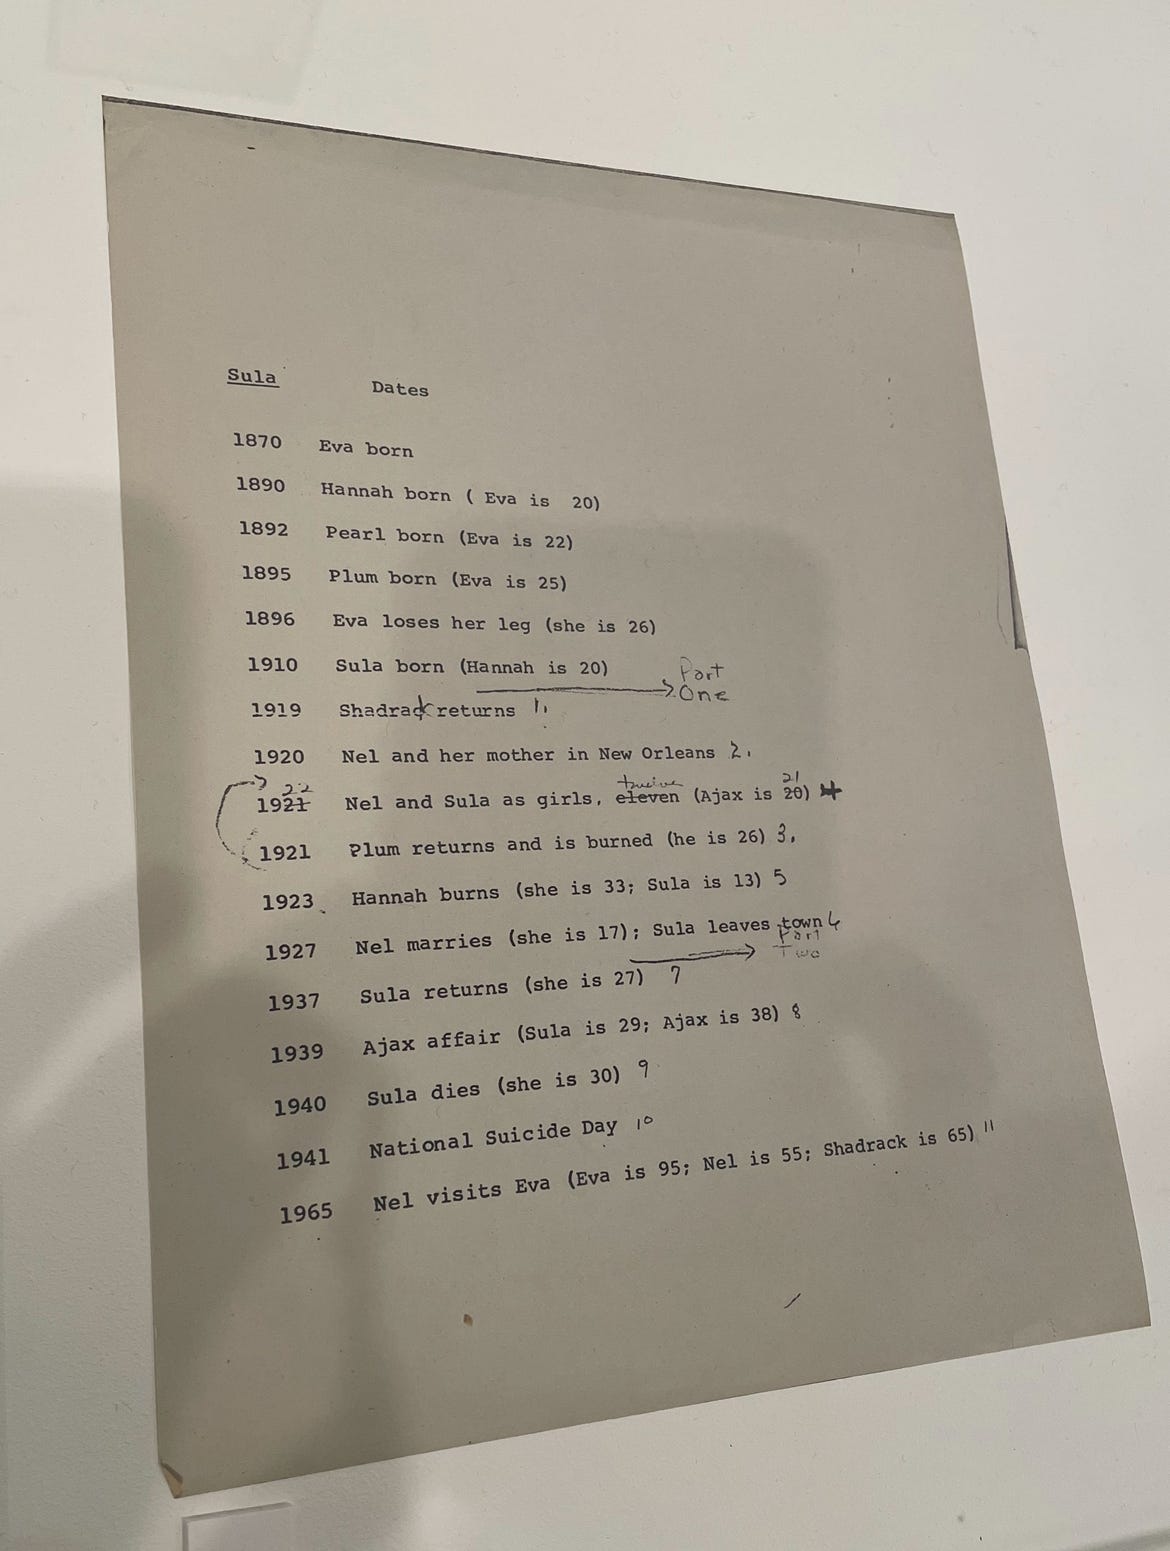 Sula Dates
1870 Eva born
1890 Hannah born ( Eva is 20)
1892 Pearl born (Eva is 22)
1895 Plum born (Eva is 25)
1896 Eva loses her leg (she is 26)
1910 Sula born (Hannah is 20)
Part
One
1919 Shadrack returns 1.
1920 Nel and her mother in New Orleans 2.
22 twelve 21
1921 Nel and Sula as girls, eleven (Ajax is 20) 4
1921 Plum returns and is burned (he is 26) 3.
1923 Hannah burns (she is 33; Sula is 13) 5
1927 Nel marries (she is 17); Sula leaves town 6
Part
Two
1937 Sula returns (she is 27) 7
1939 Ajax affair (Sula is 29; Ajax is 38) 8
1940 Sula dies (she is 30) 9
1941 National Suicide Day 10
1965 Nel visits Eva (Eva is 95; Nel is 55; Shadrack is 65) 11